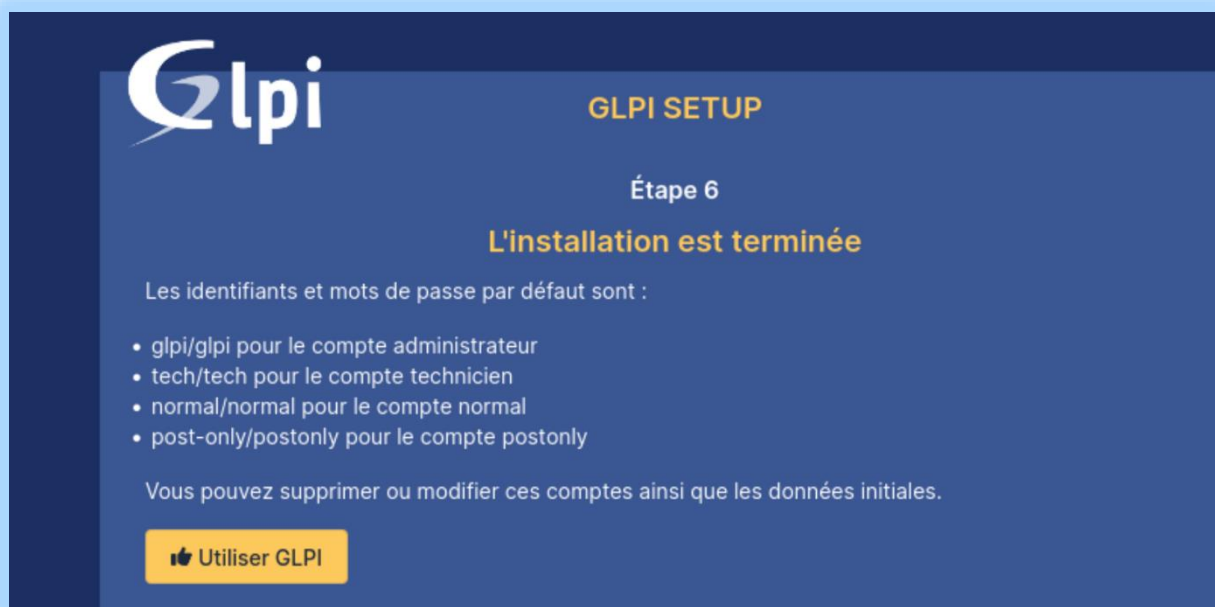 Glpi
GLPI SETUP
Étape 6
L'installation est terminée
Les identifiants et mots de passe par défaut sont :
• glpi/glpi pour le compte administrateur
• tech/tech pour le compte technicien
• normal/normal pour le compte normal
• post-only/postonly pour le compte postonly
Vous pouvez supprimer ou modifier ces comptes ainsi que les données initiales.
Utiliser GLPI